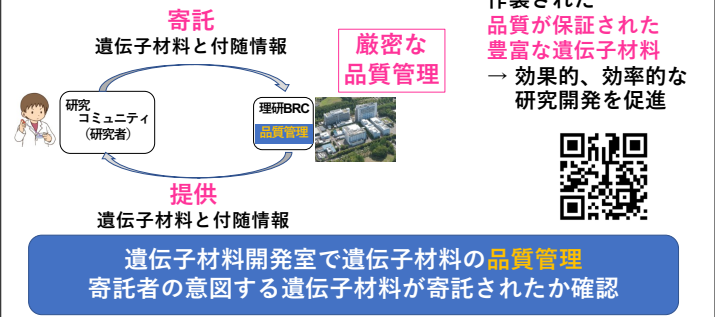 寄託
遺伝子材料と付随情報
厳密な
品質管理
作製された
品質が保証された
豊富な遺伝子材料
→ 効果的、効率的な
研究開発を促進
研究
コミュニティ
（研究者）
理研BRC
品質管理
提供
遺伝子材料と付随情報
遺伝子材料開発室で遺伝子材料の品質管理
寄託者の意図する遺伝子材料が寄託されたか確認